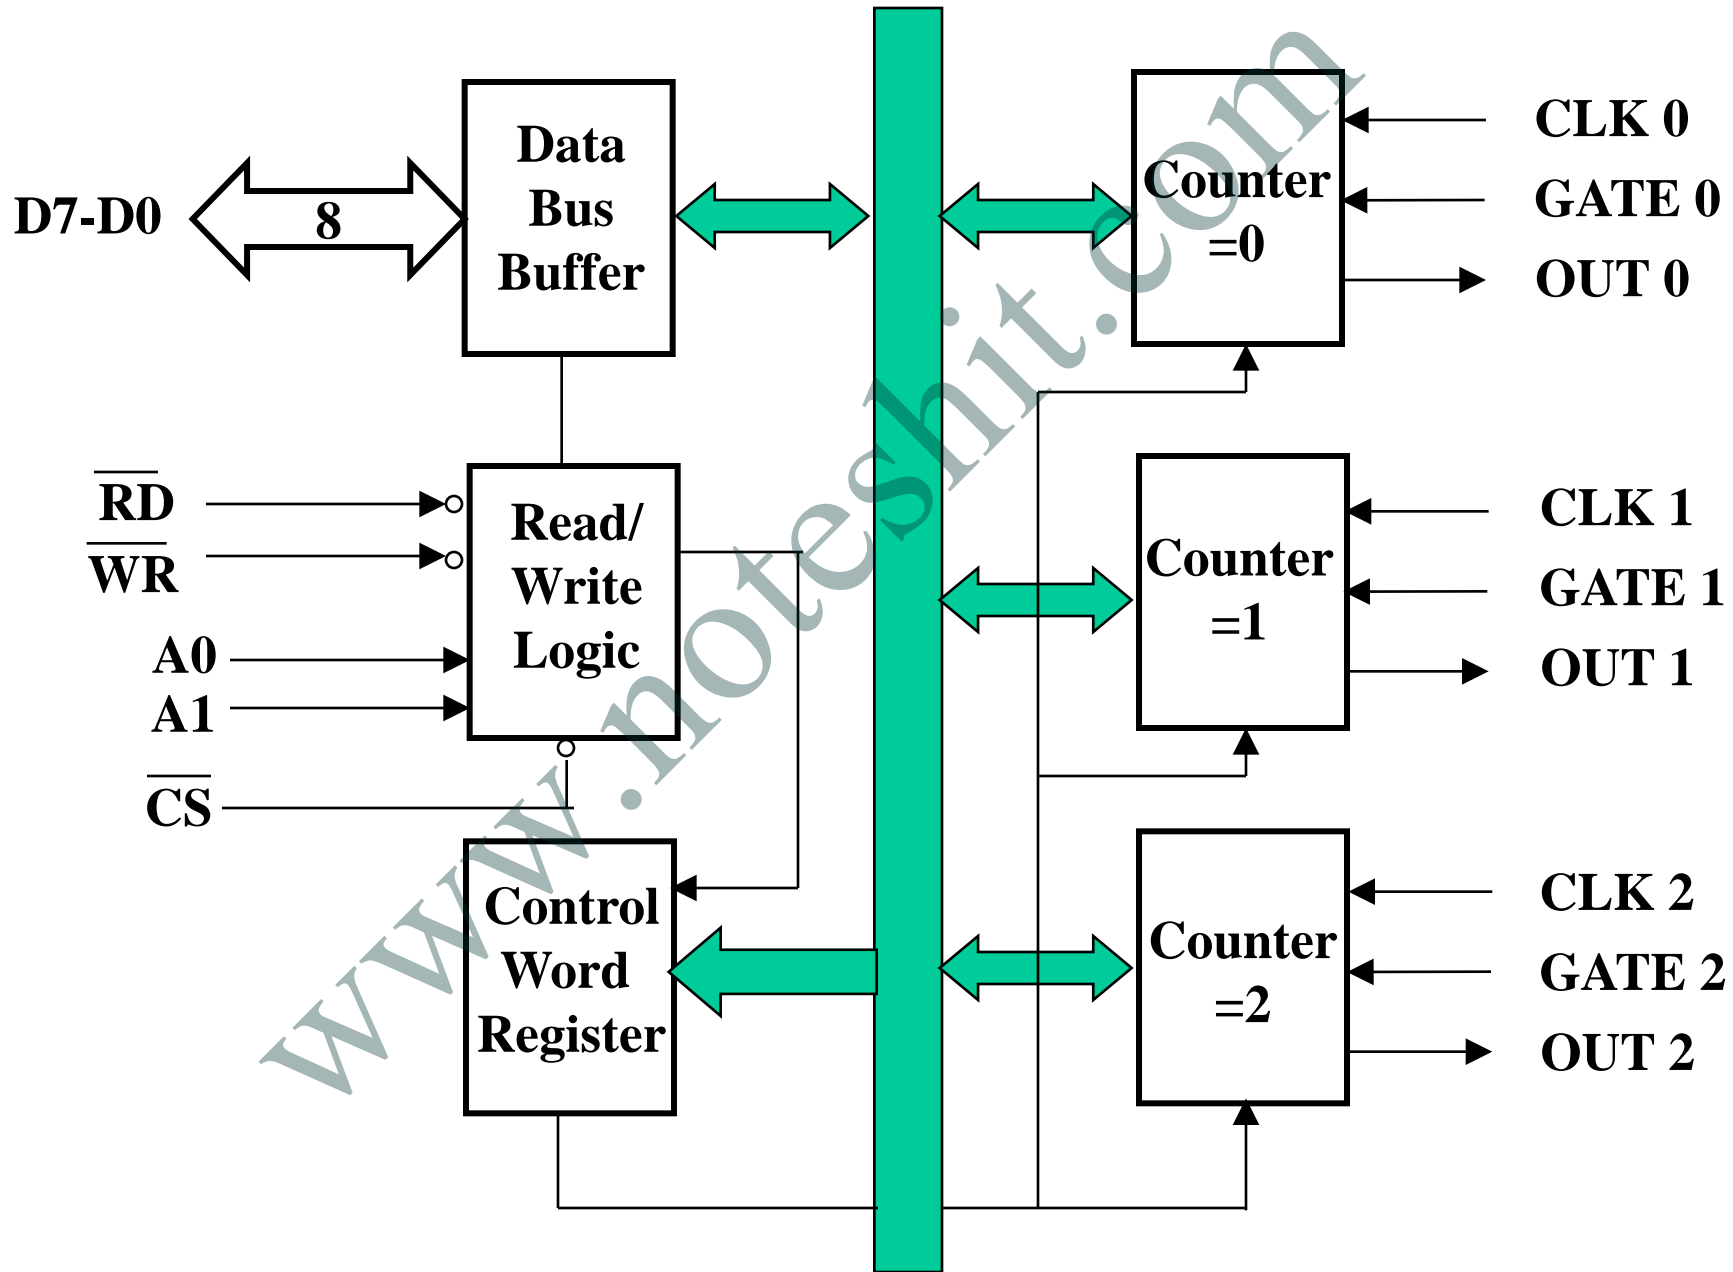 D7-D0
8
Data
Bus
Buffer
RD
WR
A0
A1
CS
Read/
Write
Logic
Control
Word
Register
Counter
=0
CLK 0
GATE 0
OUT 0
Counter
=1
CLK 1
GATE 1
OUT 1
Counter
=2
CLK 2
GATE 2
OUT 2
www.noteshit.com